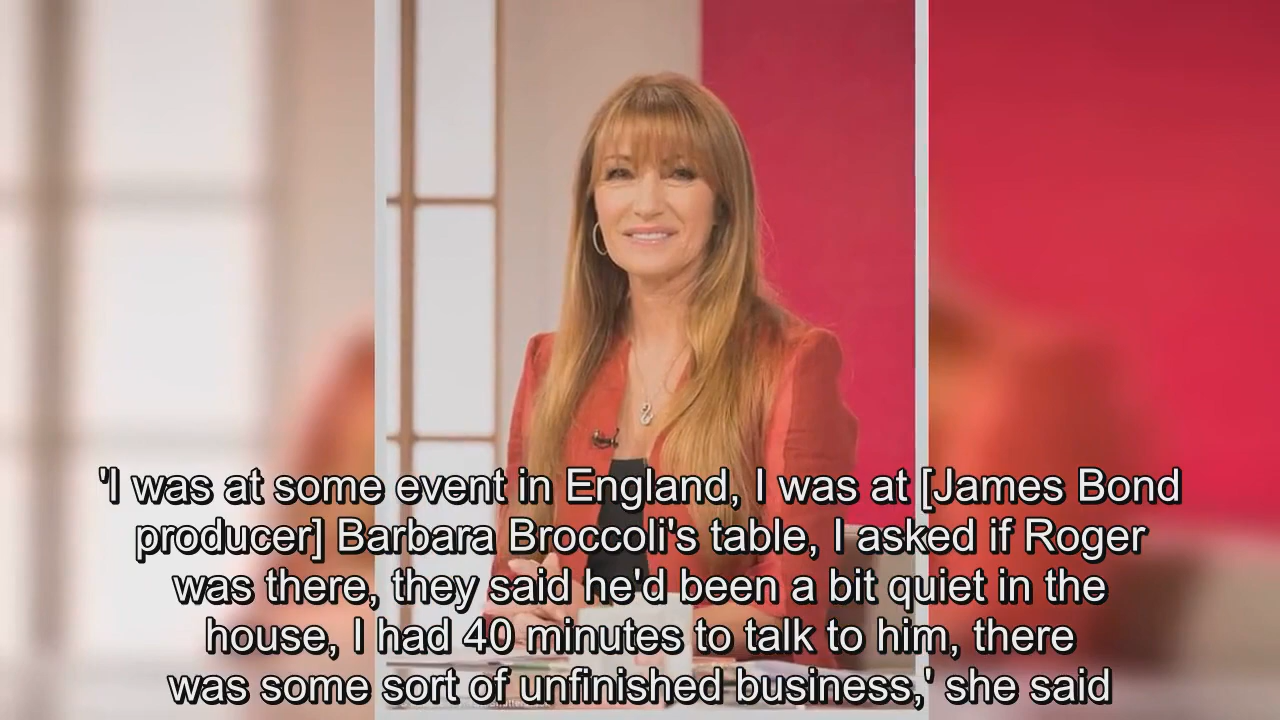 'I was at some event in England, I was at [James Bond
producer] Barbara Broccoli's table, I asked if Roger
was there, they said he'd been a bit quiet in the
house, I had 40 minutes to talk to him, there
was some sort of unfinished business,' she said